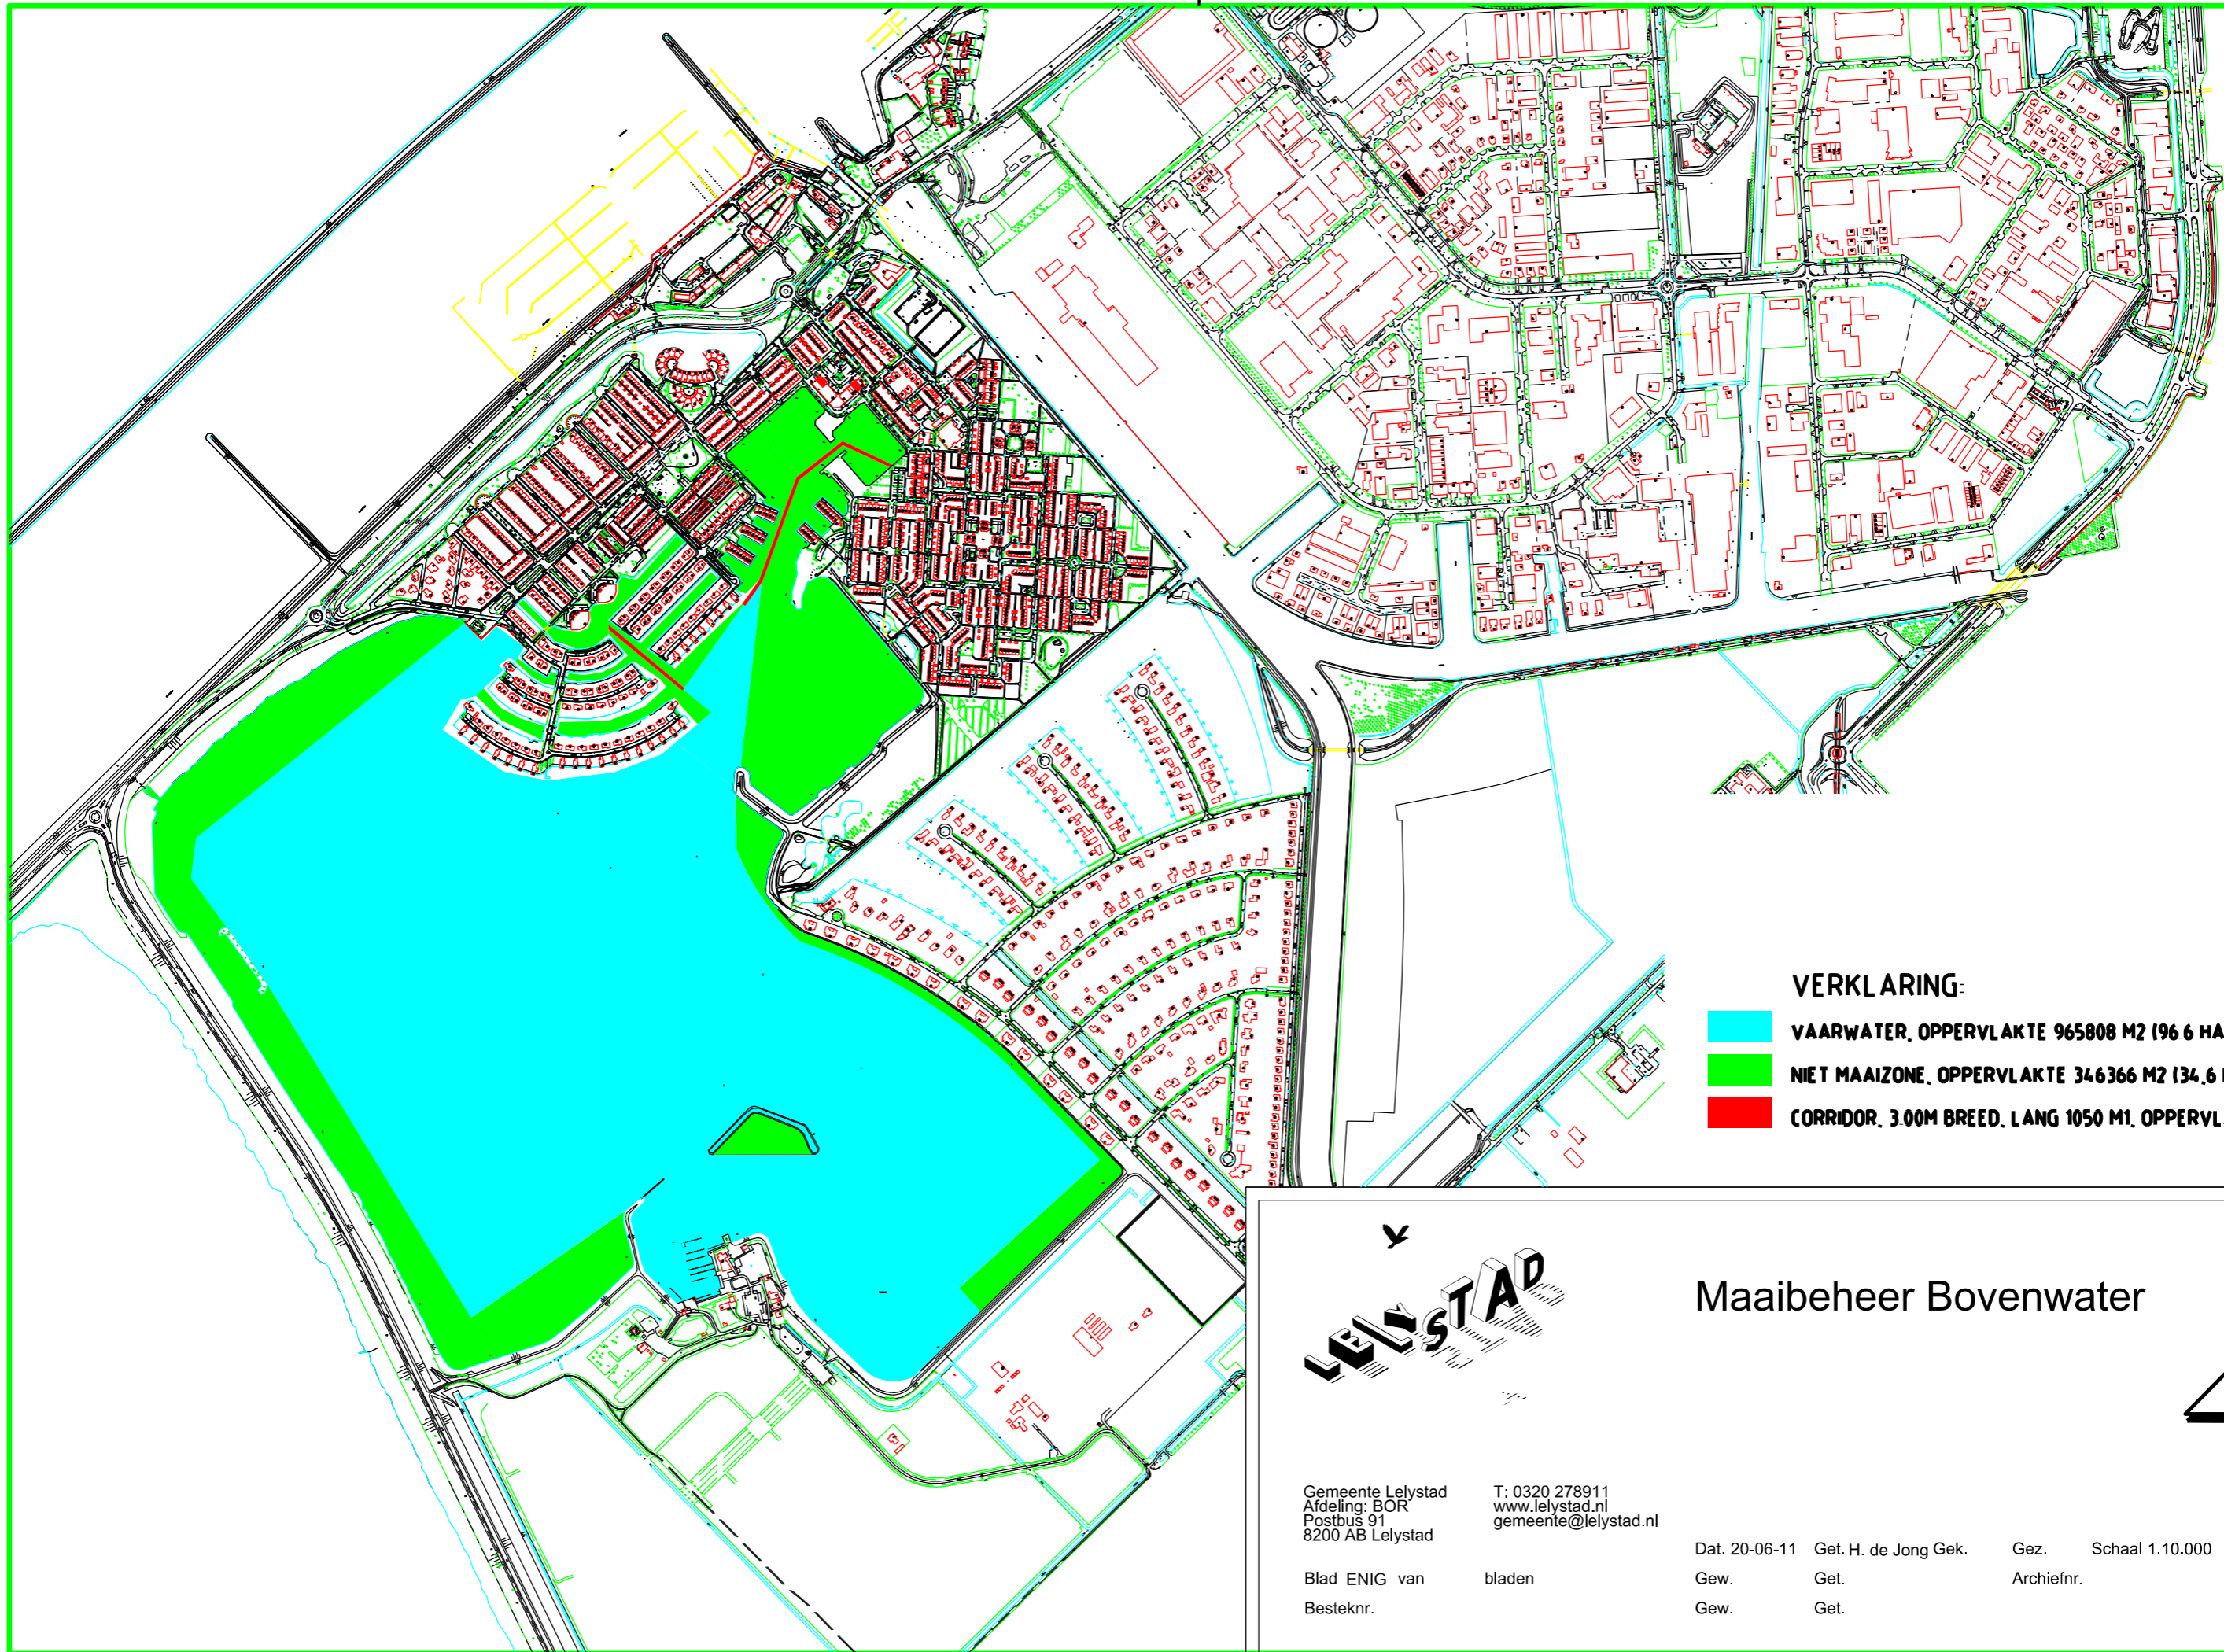 VERKLARING:
VAARWATER, OPPERVLAKTE 965808 M2 (96.6 HA
NIET MAAIZONE, OPPERVLAKTE 346366 M2 (34,6
CORRIDOR, 3.00M BREED, LANG 1050 M1; OPPERVL
LELYSTAD
Maaibeheer Bovenwater
Gemeente Lelystad
Afdeling: BOR
Postbus 91
8200 AB Lelystad
T: 0320 278911
www.lelystad.nl
gemeente@lelystad.nl
Dat. 20-06-11 Get. H. de Jong Gek. Gez. Schaal 1.10.000
Blad ENIG van bladen
Gew. Get. Archiefnr.
Besteknr.
Gew. Get.